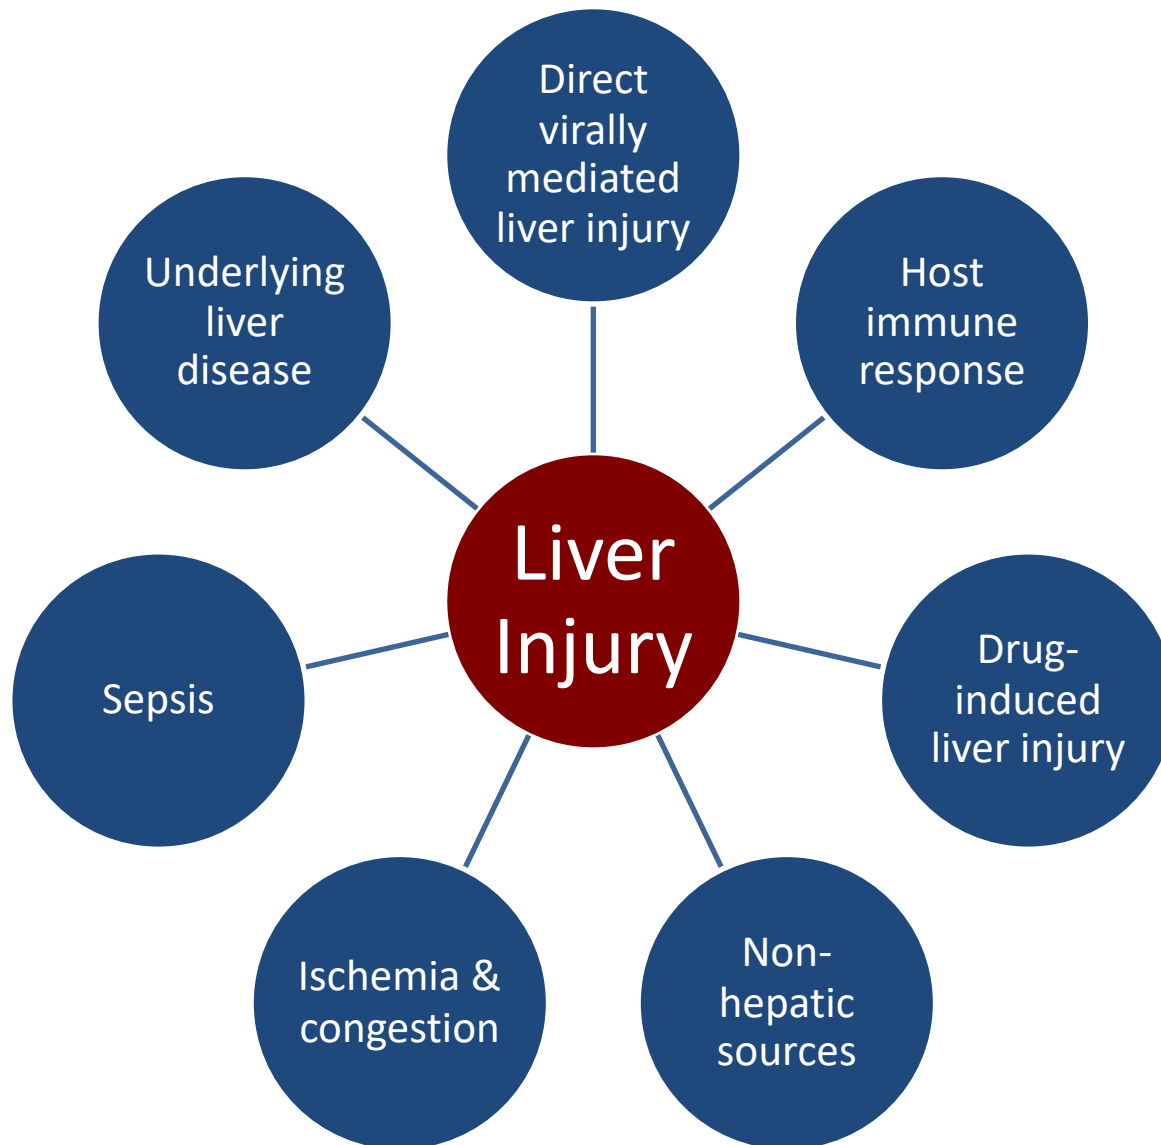 Direct
virally
mediated
liver injury
Host
immune
response
Drug-
induced
liver injury
Non-
hepatic
sources
Ischemia &
congestion
Sepsis
Underlying
liver
disease
Liver
Injury